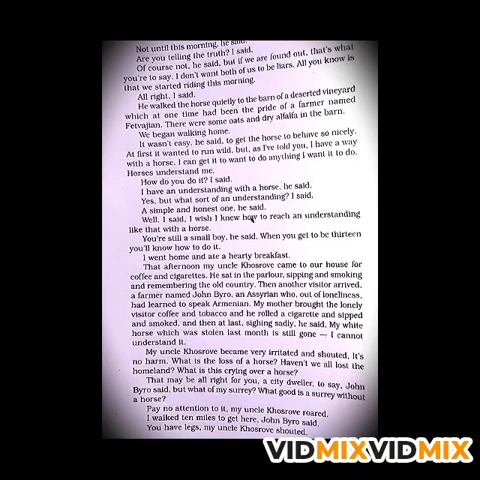 Not until this morning, he said.
Are you telling the truth? I said.
Of course not, he said, but if we are found out, that's what
you're to say. I don't want both of us to be liars. All you know is
that we started riding this morning.
All right, I said.
He walked the horse quietly to the barn of a deserted vineyard
which at one time had been the pride of a farmer named
Fetvajian. There were some oats and dry alfalfa in the barn.
We began walking home.
It wasn't easy, he said, to get the horse to behave so nicely.
At first it wanted to run wild, but, as I've told you, I have a way
with a horse. I can get it to want to do anything I want it to do.
Horses understand me.
How do you do it? I said.
I have an understanding with a horse, he said.
Yes, but what sort of an understanding? I said.
A simple and honest one, he said.
Well, I said, I wish I knew how to reach an understanding
like that with a horse.
You're still a small boy, he said. When you get to be thirteen
you'll know how to do it.
I went home and ate a hearty breakfast.
That afternoon my uncle Khosrove came to our house for
coffee and cigarettes. He sat in the parlour, sipping and smoking
and remembering the old country. Then another visitor arrived,
a farmer named John Byro, an Assyrian who, out of loneliness,
had learned to speak Armenian. My mother brought the lonely
visitor coffee and tobacco and he rolled a cigarette and sipped
and smoked, and then at last, sighing sadly, he said, My white
horse which was stolen last month is still gone — I cannot
understand it.
My uncle Khosrove became very irritated and shouted, It's
no harm. What is the loss of a horse? Haven't we all lost the
homeland? What is this crying over a horse?
That may be all right for you, a city dweller, to say, John
Byro said, but what of my surrey? What good is a surrey without
a horse?
Pay no attention to it, my uncle Khosrove roared.
I walked ten miles to get here, John Byro said.
You have legs, my uncle Khosrove shouted.
VIDMIXVIDMIX